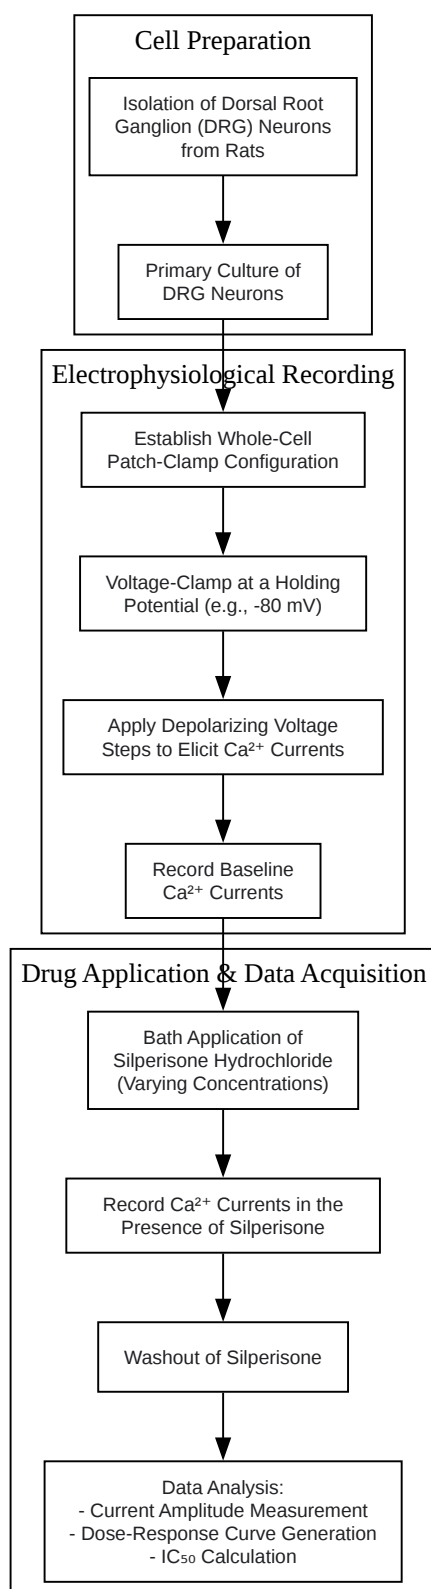 Cell Preparation
Isolation of Dorsal Root
Ganglion (DRG) Neurons
from Rats
Primary Culture of
DRG Neurons
Electrophysiological Recording
Establish Whole-Cell
Patch-Clamp Configuration
Voltage-Clamp at a Holding
Potential (e.g., -80 mV)
Apply Depolarizing Voltage
Steps to Elicit Ca²⁺ Currents
Record Baseline
Ca²⁺ Currents
Drug Application & Data Acquisition
Bath Application of
Silperisone Hydrochloride
(Varying Concentrations)
Record Ca²⁺ Currents in the
Presence of Silperisone
Washout of Silperisone
Data Analysis:
- Current Amplitude Measurement
- Dose-Response Curve Generation
- IC₅₀ Calculation